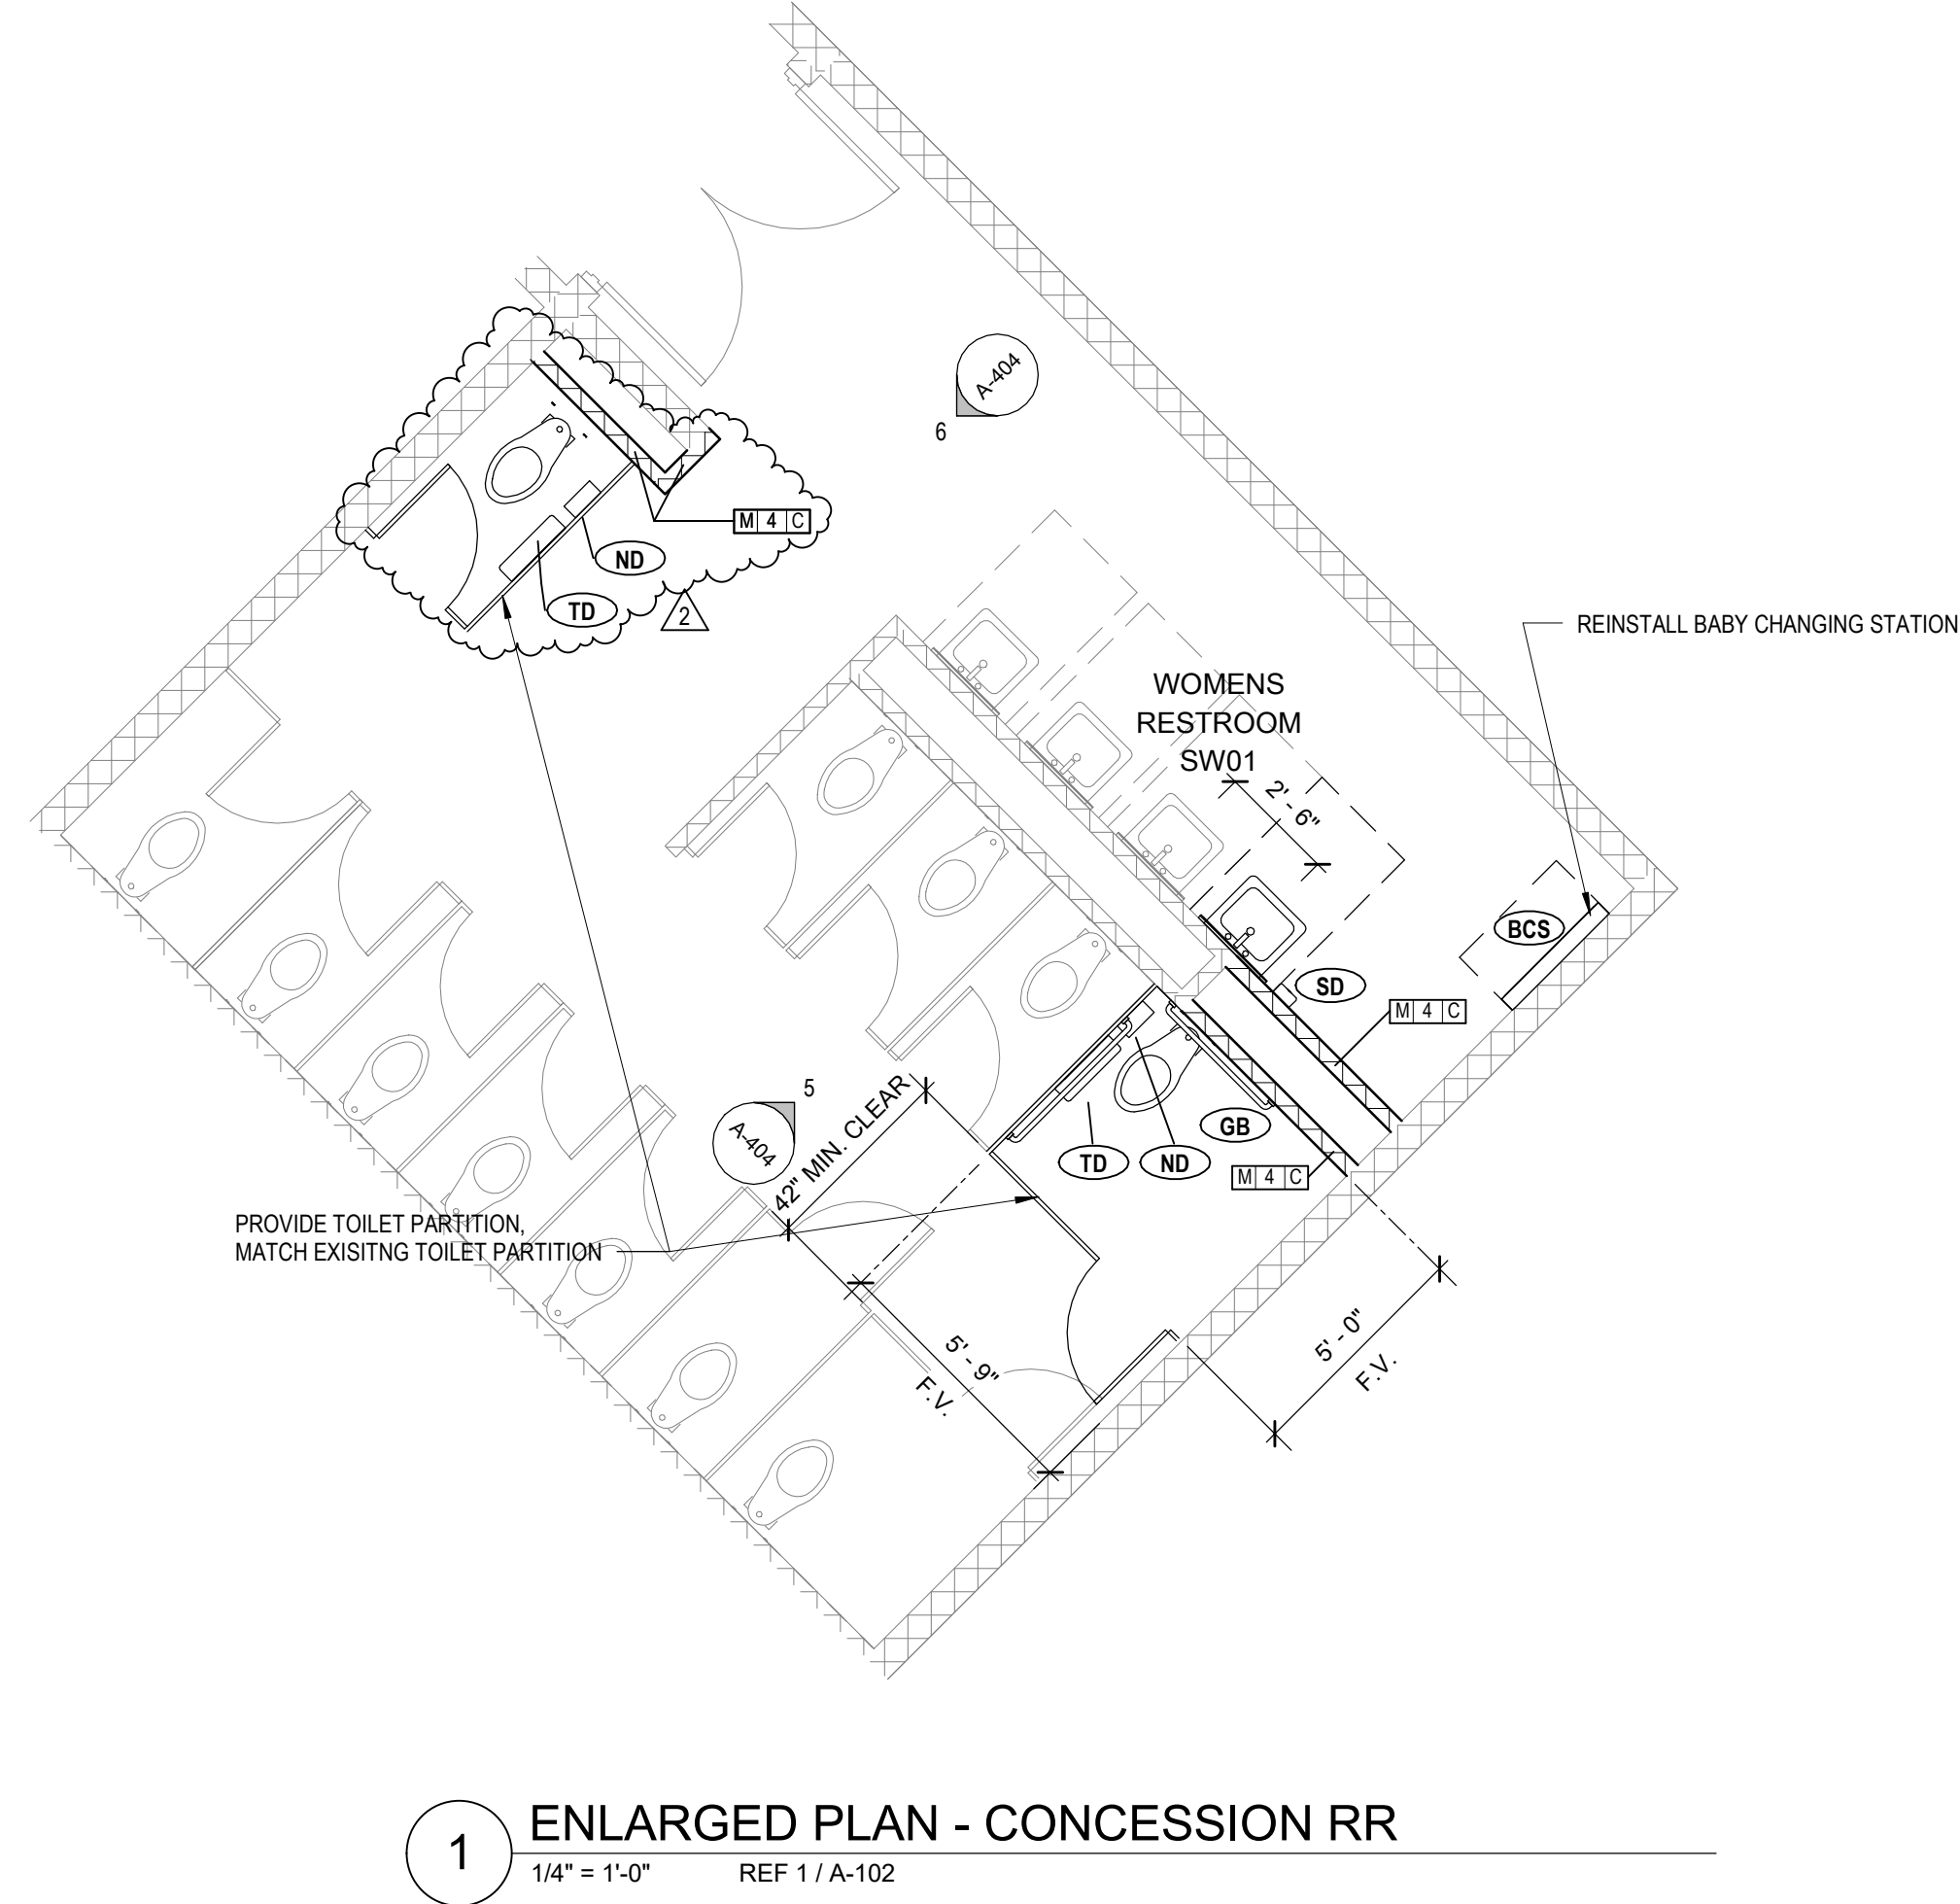 A-404
6
M 4 C
ND
TD
2
REINSTALL BABY CHANGING STATION
WOMENS
RESTROOM
SW01
2' - 6"
BCS
SD
M 4 C
5
A-404
42" MIN. CLEAR
GB
TD
ND
M 4 C
PROVIDE TOILET PARTITION,
MATCH EXISITNG TOILET PARTITION
5' - 9"
F.V.
5' - 0"
F.V.
1
ENLARGED PLAN - CONCESSION RR
1/4" = 1'-0" REF 1 / A-102